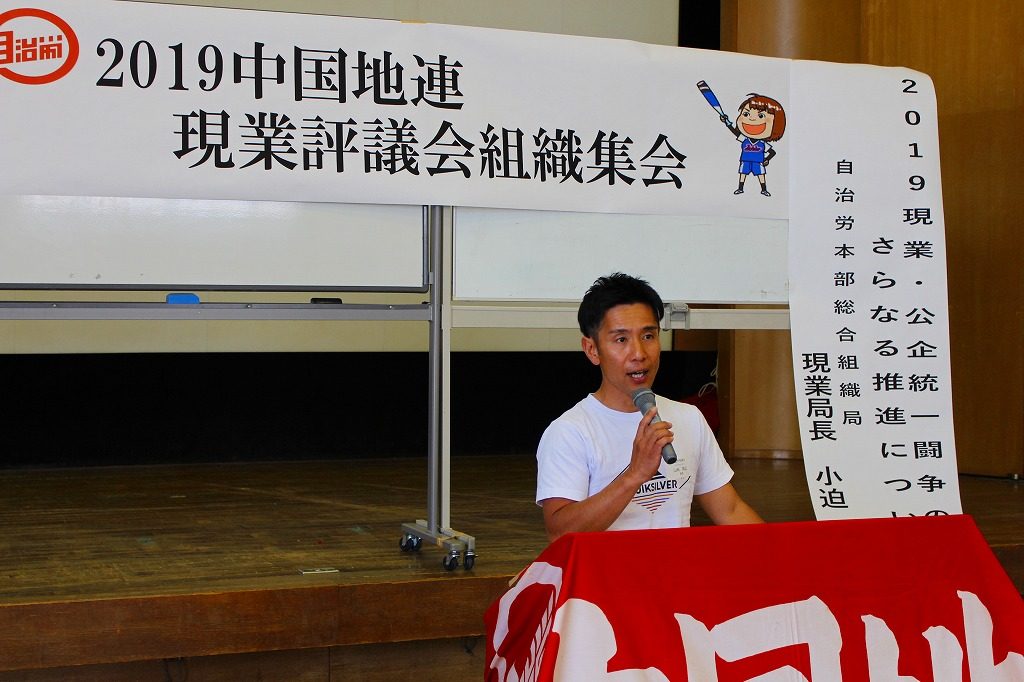 自治労
2019中国地連
現業評議会組織集会
2019現業・公企統一闘争の
さらなる推進につい
自治労本部総合組織局
現業局長 小迫
QUIKSILVER
中国地